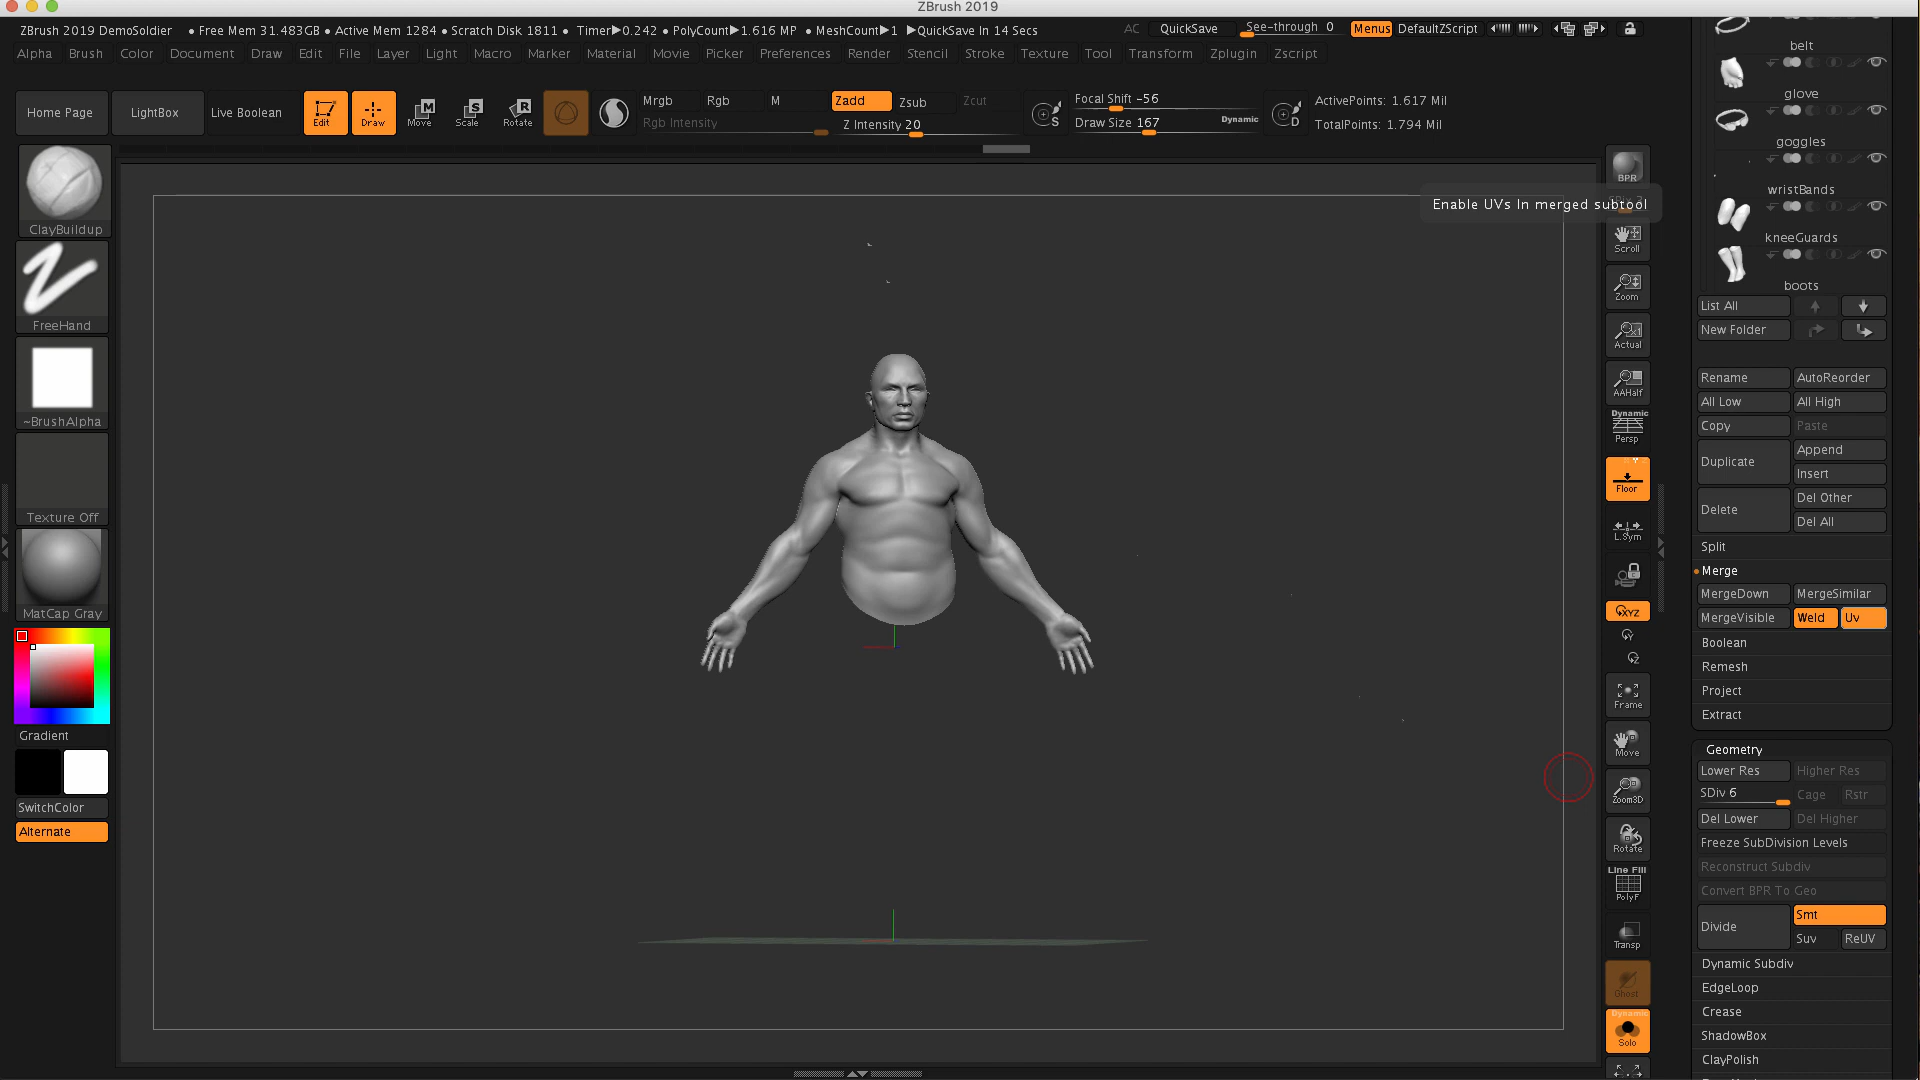 ZBrush 2019
ZBrush 2019 DemoSoldier • Free Mem 31.483GB • Active Mem 1284 • Scratch Disk 1811 • Timer▶0.242 • PolyCount▶1.616 MP • MeshCount▶1 ▶QuickSave In 14 Secs AC QuickSave See-through 0 Menus DefaultZScript
Alpha Brush Color Document Draw Edit File Layer Light Macro Marker Material Movie Picker Preferences Render Stencil Stroke Texture Tool Transform Zplugin Zscript
Home Page LightBox Live Boolean Edit Draw Move Scale Rotate
Mrgb Rgb M Zadd Zsub Zcut
Rgb Intensity Z Intensity 20
Focal Shift -56
Draw Size 167 Dynamic
ActivePoints: 1.617 Mil
TotalPoints: 1.794 Mil
ClayBuildup
FreeHand
~BrushAlpha
Texture Off
MatCap Gray
Gradient
SwitchColor
Alternate
Enable UVs In merged subtool
BPR
Scroll
Zoom
Actual
AAHalf
Dynamic
Persp
Floor
L.Sym
XYZ
Y
Z
Frame
Move
Zoom3D
Rotate
Line Fill
PolyF
Transp
Ghost
Dynamic
Solo
belt
glove
goggles
wristBands
kneeGuards
boots
List All
New Folder
Rename AutoReorder
All Low All High
Copy Paste
Duplicate Append
Insert
Delete Del Other
Del All
Split
Merge
MergeDown MergeSimilar
MergeVisible Weld Uv
Boolean
Remesh
Project
Extract
Geometry
Lower Res Higher Res
SDiv 6 Cage Rstr
Del Lower Del Higher
Freeze SubDivision Levels
Reconstruct Subdiv
Convert BPR To Geo
Divide Smt
Suv ReUV
Dynamic Subdiv
EdgeLoop
Crease
ShadowBox
ClayPolish